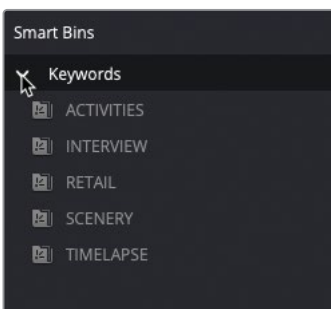 Smart Bins
Keywords
ACTIVITIES
INTERVIEW
RETAIL
SCENERY
TIMELAPSE